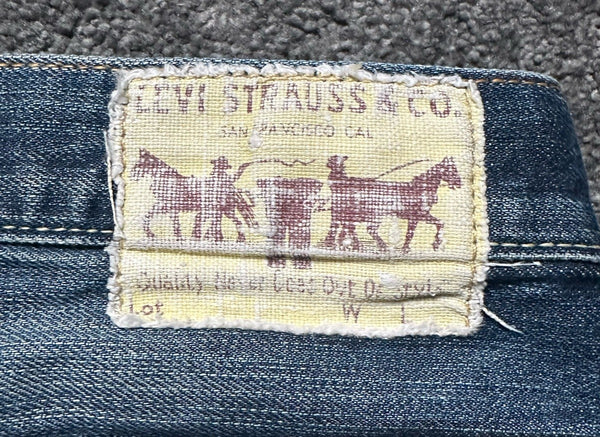 LEVI STRAUSS & CO.
SAN FRANCISCO CAL
Quality Never Goes Out Of Style
Lot W L